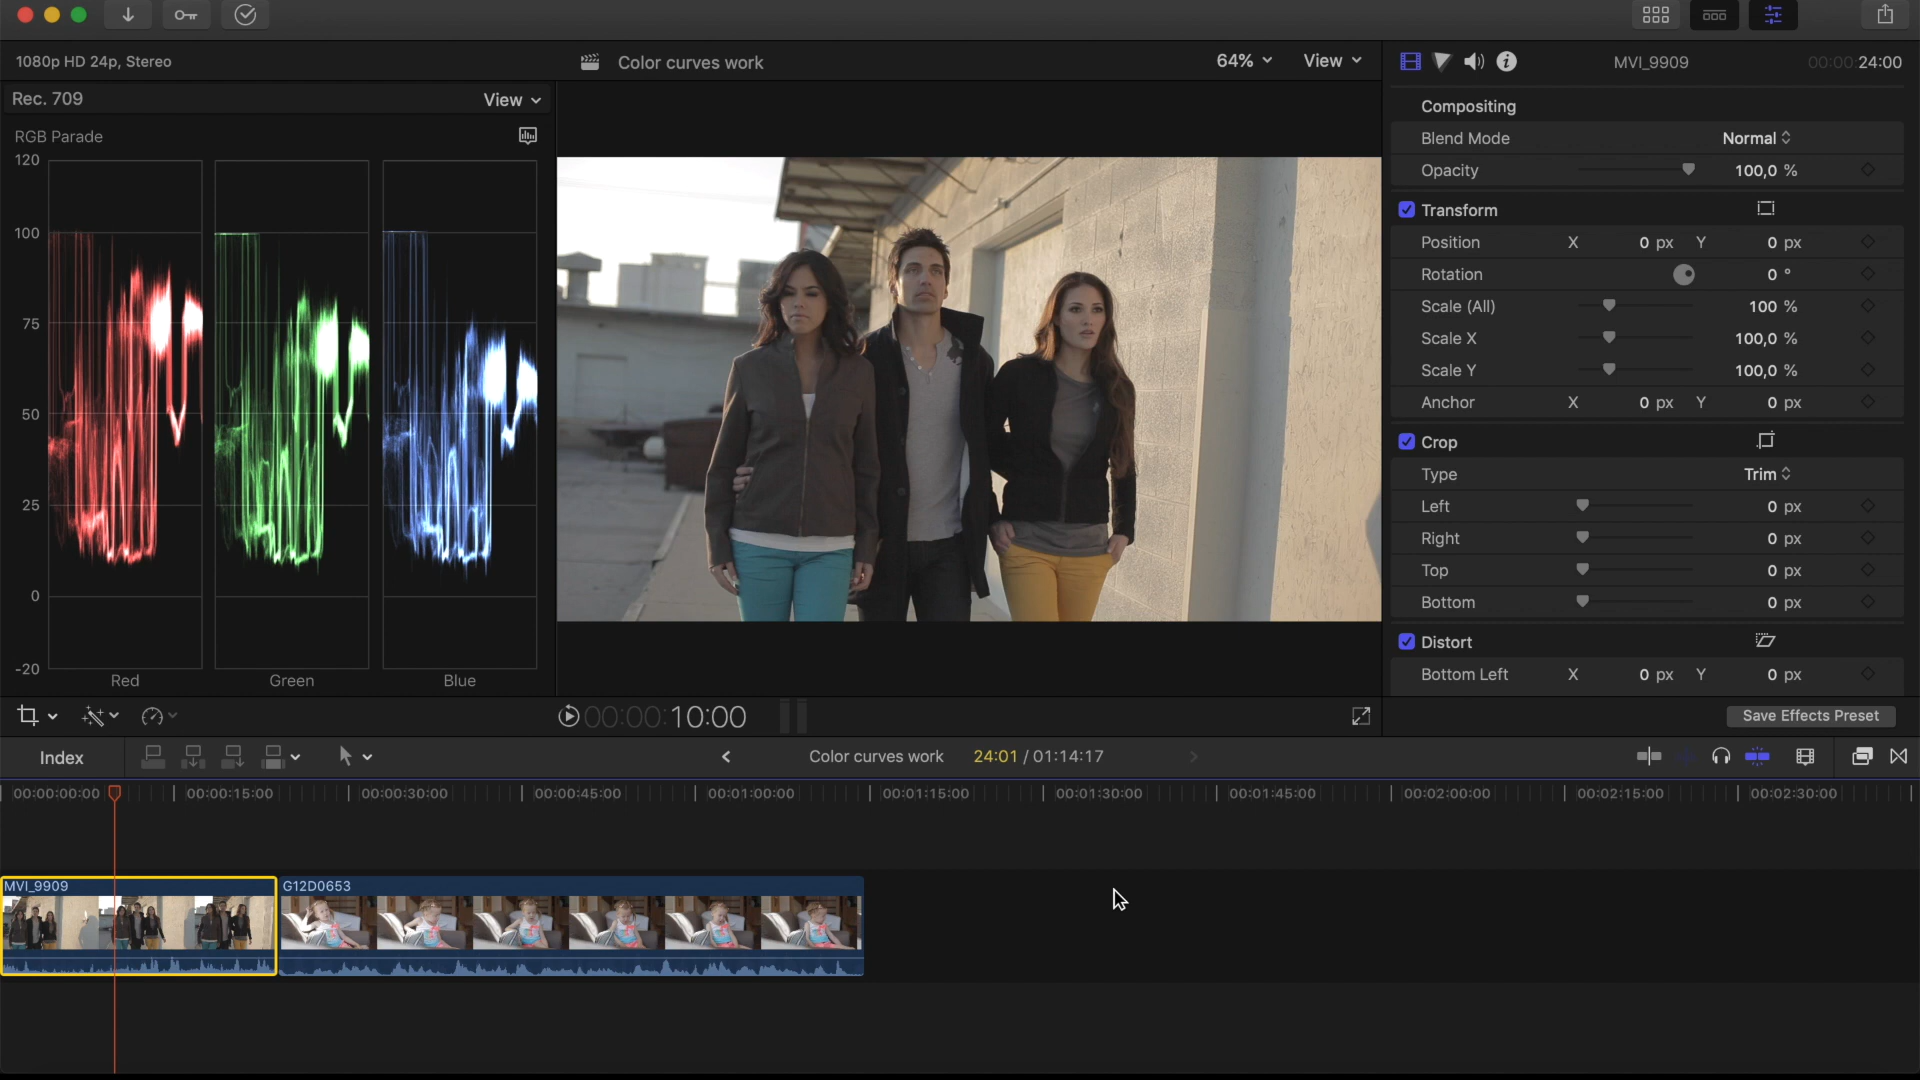 1080p HD 24p, Stereo
Color curves work
64%
View
MVI_9909
00:00:24:00
Rec. 709
View
RGB Parade
120
100
75
50
25
0
-20
Red
Green
Blue
Compositing
Blend Mode
Normal
Opacity
100,0 %
Transform
Position X 0 px Y 0 px
Rotation 0 °
Scale (All) 100 %
Scale X 100,0 %
Scale Y 100,0 %
Anchor X 0 px Y 0 px
Crop
Type Trim
Left 0 px
Right 0 px
Top 0 px
Bottom 0 px
Distort
Bottom Left X 0 px Y 0 px
00:00:10:00
Save Effects Preset
Index
Color curves work
24:01 / 01:14:17
00:00:00:00
00:00:15:00
00:00:30:00
00:00:45:00
00:01:00:00
00:01:15:00
00:01:30:00
00:01:45:00
00:02:00:00
00:02:15:00
00:02:30:00
MVI_9909
G12D0653